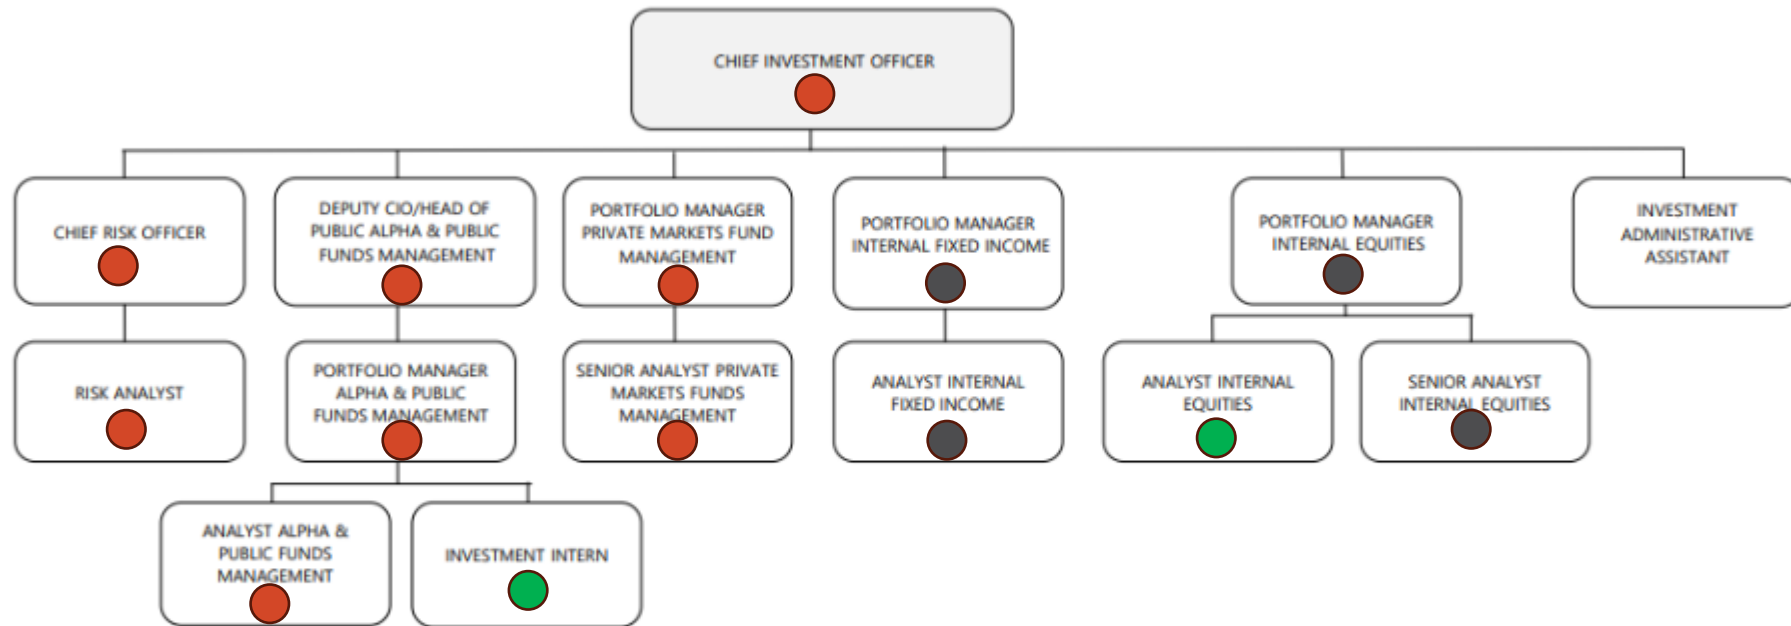 CHIEF INVESTMENT OFFICER
CHIEF RISK OFFICER
DEPUTY CIO/HEAD OF
PUBLIC ALPHA & PUBLIC
FUNDS MANAGEMENT
PORTFOLIO MANAGER
PRIVATE MARKETS FUND
MANAGEMENT
PORTFOLIO MANAGER
INTERNAL FIXED INCOME
PORTFOLIO MANAGER
INTERNAL EQUITIES
INVESTMENT
ADMINISTRATIVE
ASSISTANT
RISK ANALYST
PORTFOLIO MANAGER
ALPHA & PUBLIC
FUNDS MANAGEMENT
SENIOR ANALYST PRIVATE
MARKETS FUNDS
MANAGEMENT
ANALYST INTERNAL
FIXED INCOME
ANALYST INTERNAL
EQUITIES
SENIOR ANALYST
INTERNAL EQUITIES
ANALYST ALPHA &
PUBLIC FUNDS
MANAGEMENT
INVESTMENT INTERN